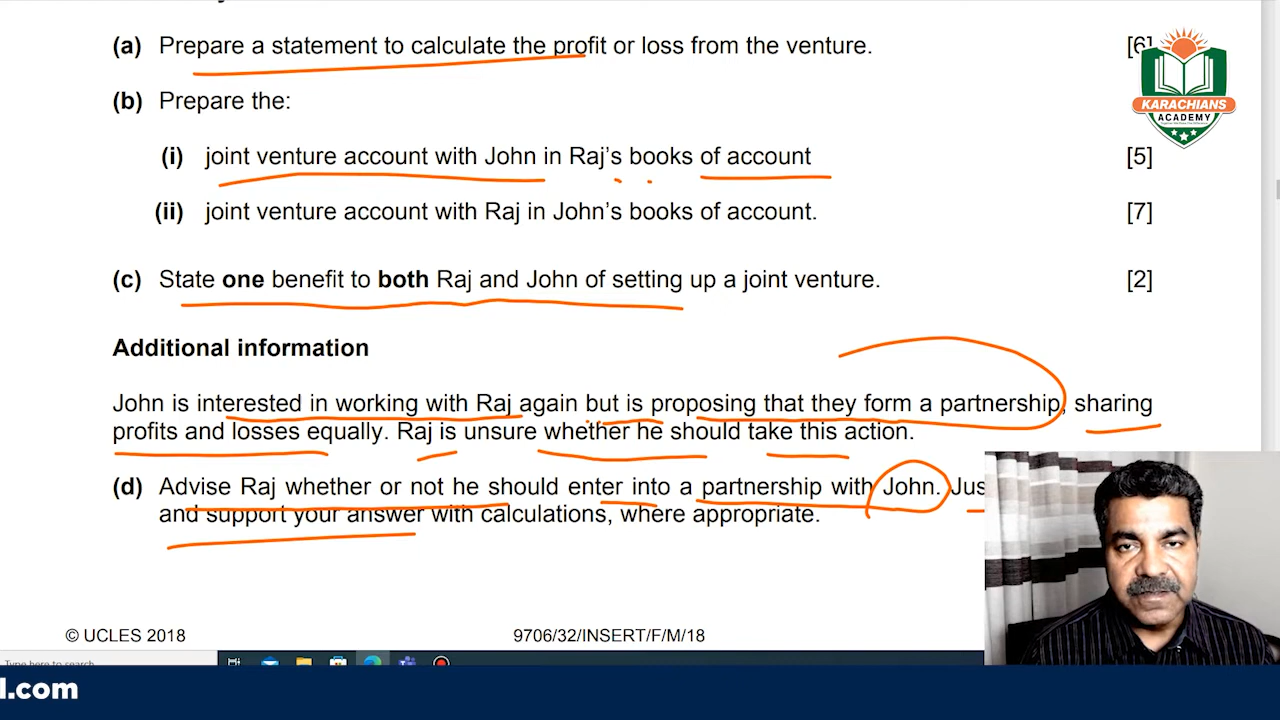 (a) Prepare a statement to calculate the profit or loss from the venture. [6]
KARACHIANS
ACADEMY
(b) Prepare the:
(i) joint venture account with John in Raj's books of account [5]
(ii) joint venture account with Raj in John's books of account. [7]
(c) State one benefit to both Raj and John of setting up a joint venture. [2]
Additional information
John is interested in working with Raj again but is proposing that they form a partnership, sharing
profits and losses equally. Raj is unsure whether he should take this action.
(d) Advise Raj whether or not he should enter into a partnership with John. Jus
and support your answer with calculations, where appropriate.
© UCLES 2018 9706/32/INSERT/F/M/18
Type here to search
l.com